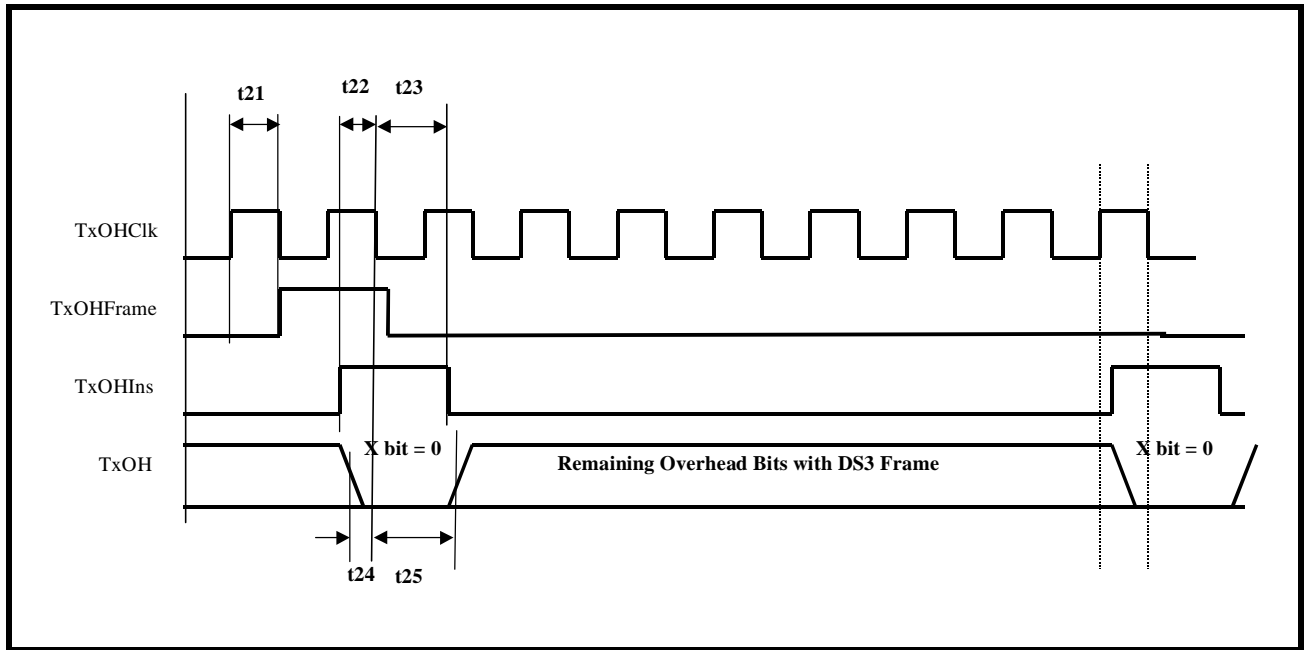 t21 t22 t23
TxOHClk
TxOHFrame
TxOHIns
TxOH
X bit = 0
Remaining Overhead Bits with DS3 Frame
X bit = 0
t24 t25